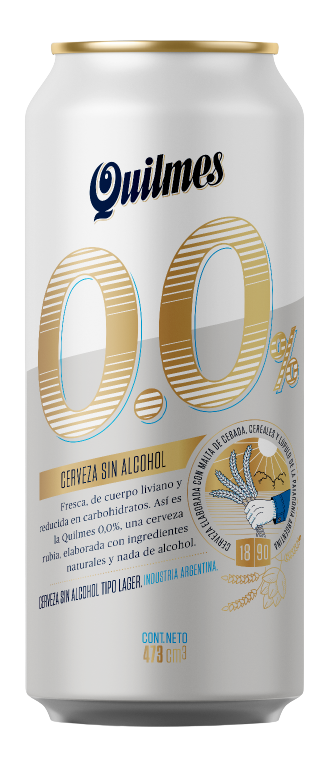 Quilmes
0.0%
CERVEZA SIN ALCOHOL
Fresca, de cuerpo liviano y
reducida en carbohidratos. Así es
la Quilmes 0,0%, una cerveza
rubia, elaborada con ingredientes
naturales y nada de alcohol.
CERVEZA ELABORADA CON MALTA DE CEBADA, CEREALES Y LÚPULO DE LA PATAGONIA ARGENTINA
18 90
CERVEZA SIN ALCOHOL TIPO LAGER. INDUSTRIA ARGENTINA.
CONT. NETO
473 cm3